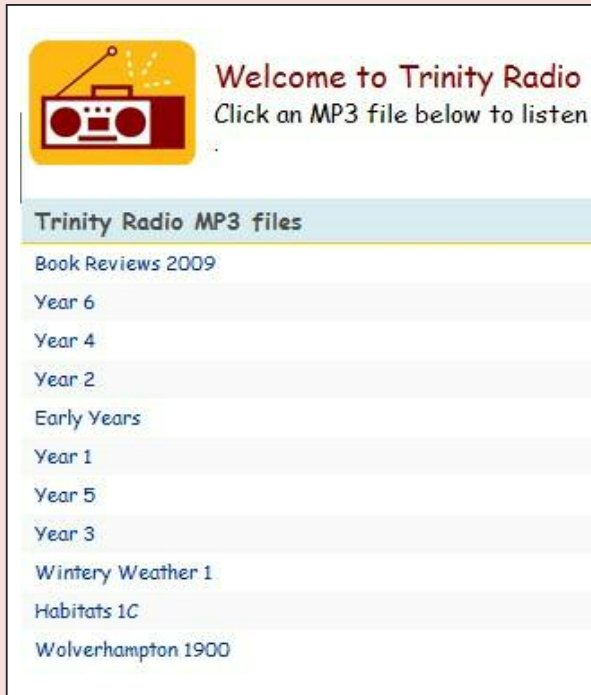 Welcome to Trinity Radio
Click an MP3 file below to listen
.
Trinity Radio MP3 files
Book Reviews 2009
Year 6
Year 4
Year 2
Early Years
Year 1
Year 5
Year 3
Wintery Weather 1
Habitats 1C
Wolverhampton 1900